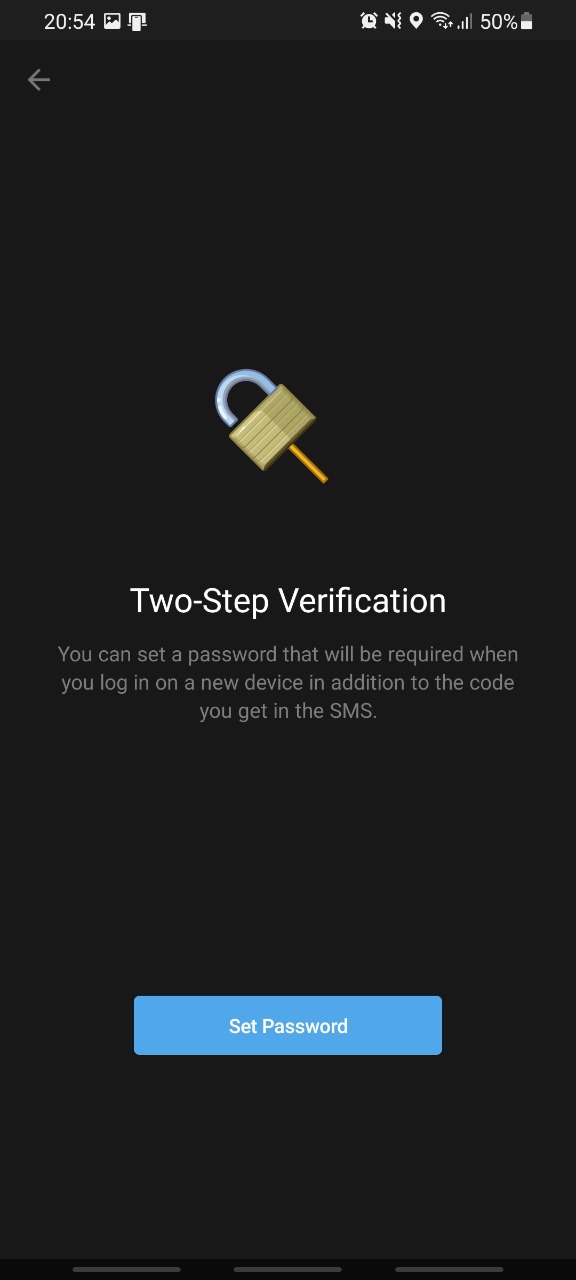 20:54 50%
Two-Step Verification
You can set a password that will be required when
you log in on a new device in addition to the code
you get in the SMS.
Set Password